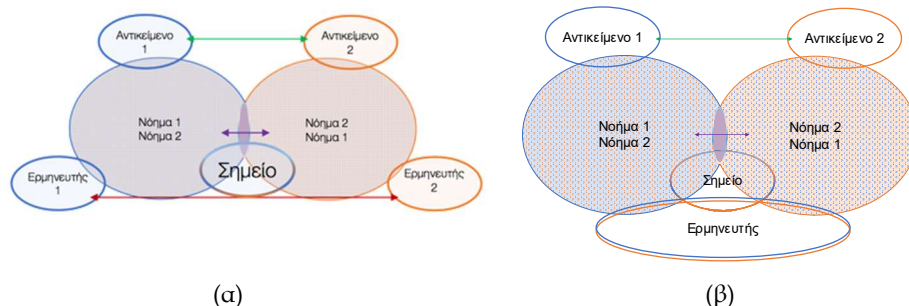 Αντικείμενο
1
Αντικείμενο
2
Νόημα 1
Νόημα 2
Νόημα 2
Νόημα 1
Σημείο
Ερμηνευτής
1
Ερμηνευτής
2
(α)
Αντικείμενο 1
Αντικείμενο 2
Νοήμα 1
Νόημα 2
Νόημα 2
Νόημα 1
Σημείο
Ερμηνευτής
(β)